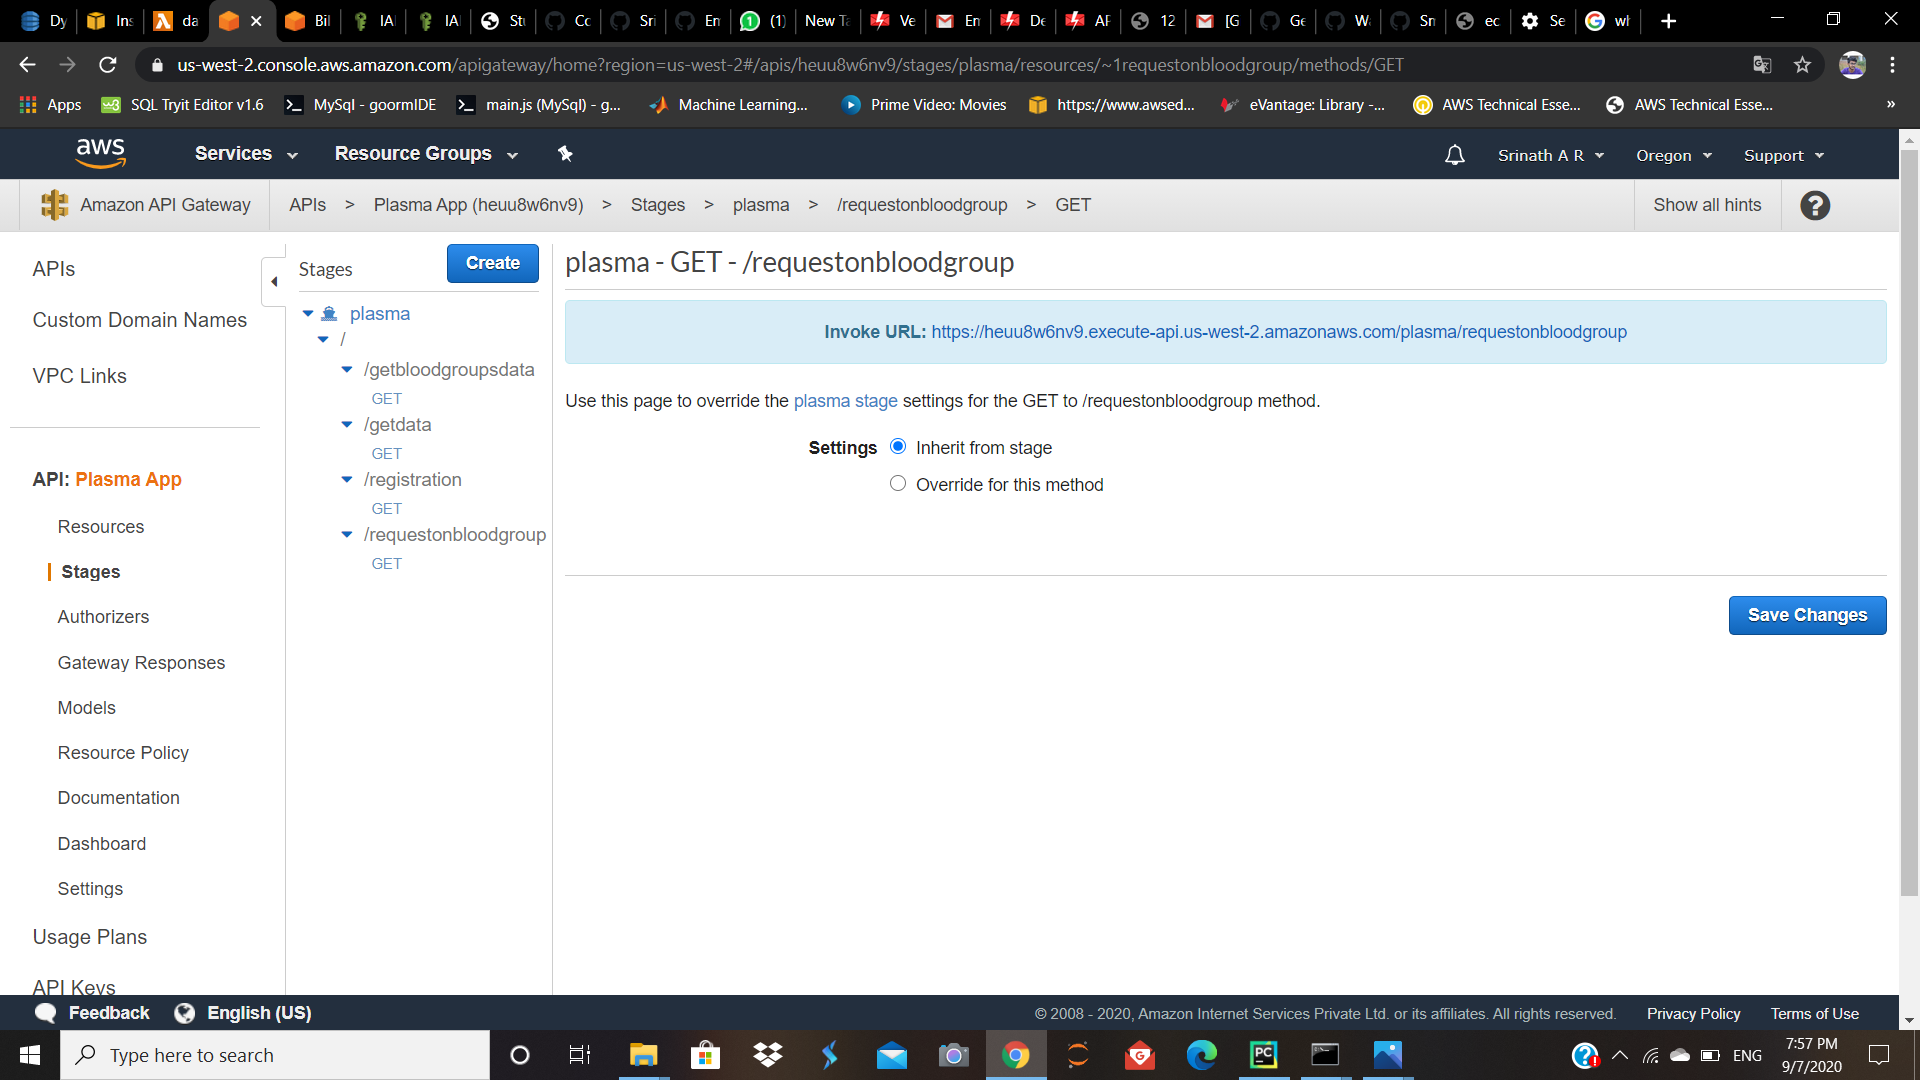 Dy
Ins
da
Bil
IAI
IAI
Stu
Cc
Sri
En
(1)
New Ta
Ve
En
De
AF
12
[G
Ge
W
Sn
ec
Se
wl
us-west-2.console.aws.amazon.com/apigateway/home?region=us-west-2#/apis/heuu8w6nv9/stages/plasma/resources/~1requestonbloodgroup/methods/GET
Apps
SQL Tryit Editor v1.6
MySql - goormIDE
main.js (MySql) - g...
Machine Learning...
Prime Video: Movies
https://www.awsed...
eVantage: Library -...
AWS Technical Esse...
AWS Technical Esse...
»
aws
Services
Resource Groups
Srinath A R
Oregon
Support
Amazon API Gateway
APIs > Plasma App (heuu8w6nv9) > Stages > plasma > /requestonbloodgroup > GET
Show all hints
?
APIs
Custom Domain Names
VPC Links
API: Plasma App
Resources
Stages
Authorizers
Gateway Responses
Models
Resource Policy
Documentation
Dashboard
Settings
Usage Plans
API Keys
Stages
Create
plasma
/
/getbloodgroupsdata
GET
/getdata
GET
/registration
GET
/requestonbloodgroup
GET
plasma - GET - /requestonbloodgroup
Invoke URL: https://heuu8w6nv9.execute-api.us-west-2.amazonaws.com/plasma/requestonbloodgroup
Use this page to override the plasma stage settings for the GET to /requestonbloodgroup method.
Settings
Inherit from stage
Override for this method
Save Changes
Feedback
English (US)
© 2008 - 2020, Amazon Internet Services Private Ltd. or its affiliates. All rights reserved.
Privacy Policy
Terms of Use
Type here to search
PC
ENG
7:57 PM
9/7/2020